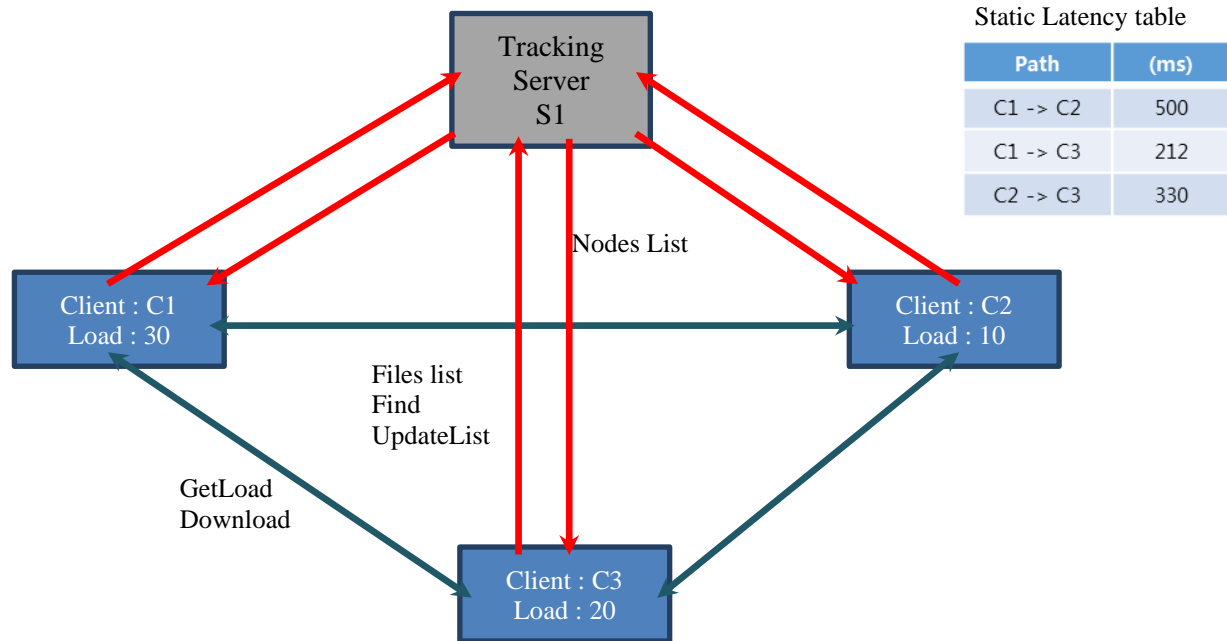 Static Latency table
Path (ms)
C1 -> C2 500
C1 -> C3 212
C2 -> C3 330
Tracking
Server
S1
Nodes List
Client : C1
Load : 30
Client : C2
Load : 10
Files list
Find
UpdateList
GetLoad
Download
Client : C3
Load : 20